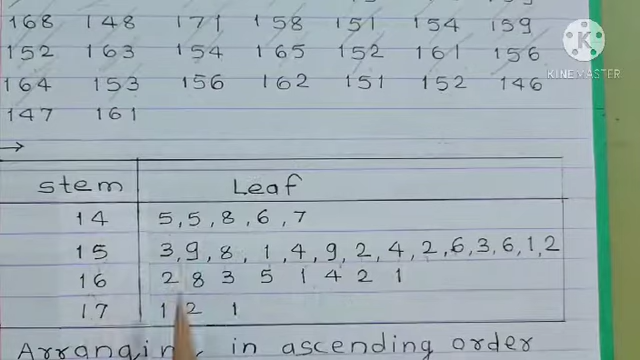 168 148 171 158 151 154 159
152 163 154 165 152 161 156
KINEMASTER
164 153 156 162 151 152 146
147 161
→
stem Leaf
14 5, 5, 8, 6, 7
15 3, 9, 8, 1, 4, 9, 2, 4, 2, 6, 3, 6, 1, 2
16 2 8 3 5 1 4 2 1
17 1 2 1
in ascending order